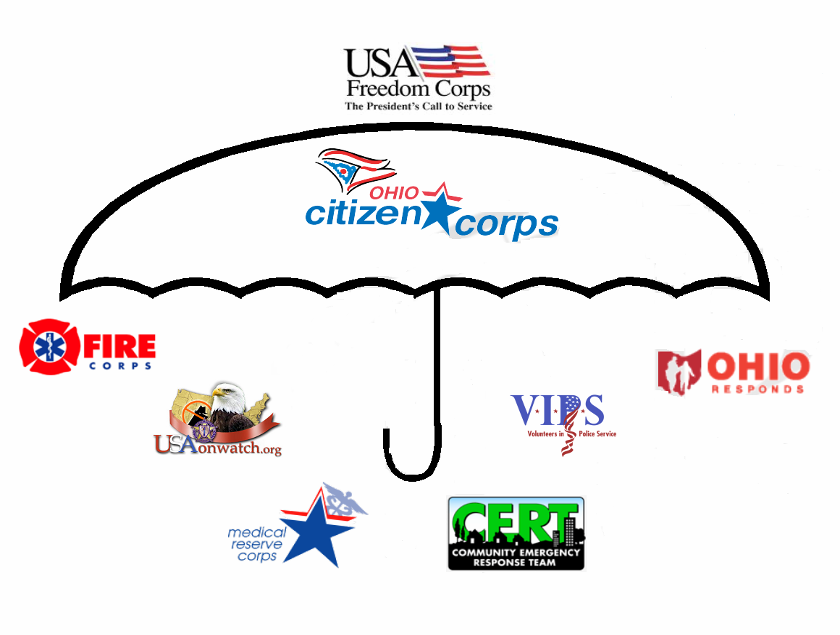 USA
Freedom Corps
The President's Call to Service
OHIO
citizen corps
FIRE
CORPS
USAonwatch.org
VIPS
Volunteers in Police Service
OHIO
RESPONDS
medical
reserve
corps
CERT
COMMUNITY EMERGENCY
RESPONSE TEAM